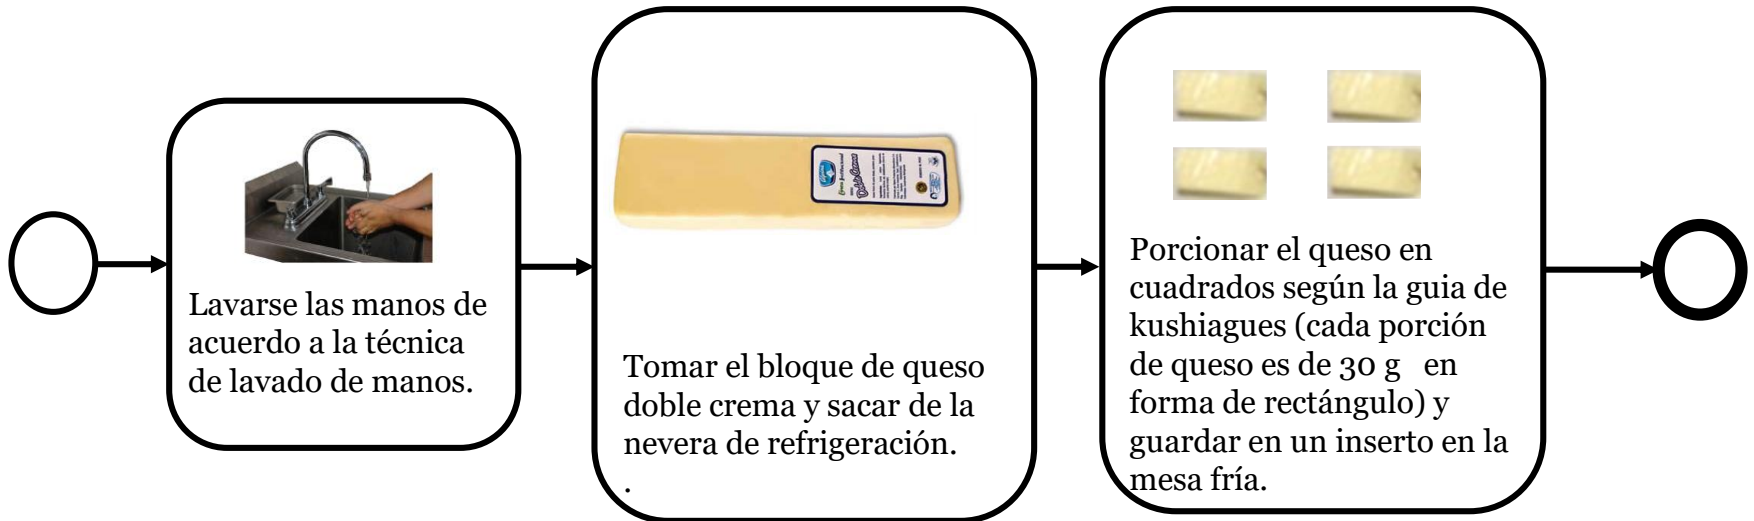 Lavarse las manos de
acuerdo a la técnica
de lavado de manos.
Doble Crema
Tomar el bloque de queso
doble crema y sacar de la
nevera de refrigeración.
.
Porcionar el queso en
cuadrados según la guia de
kushiagues (cada porción
de queso es de 30 g   en
forma de rectángulo) y
guardar en un inserto en la
mesa fría.